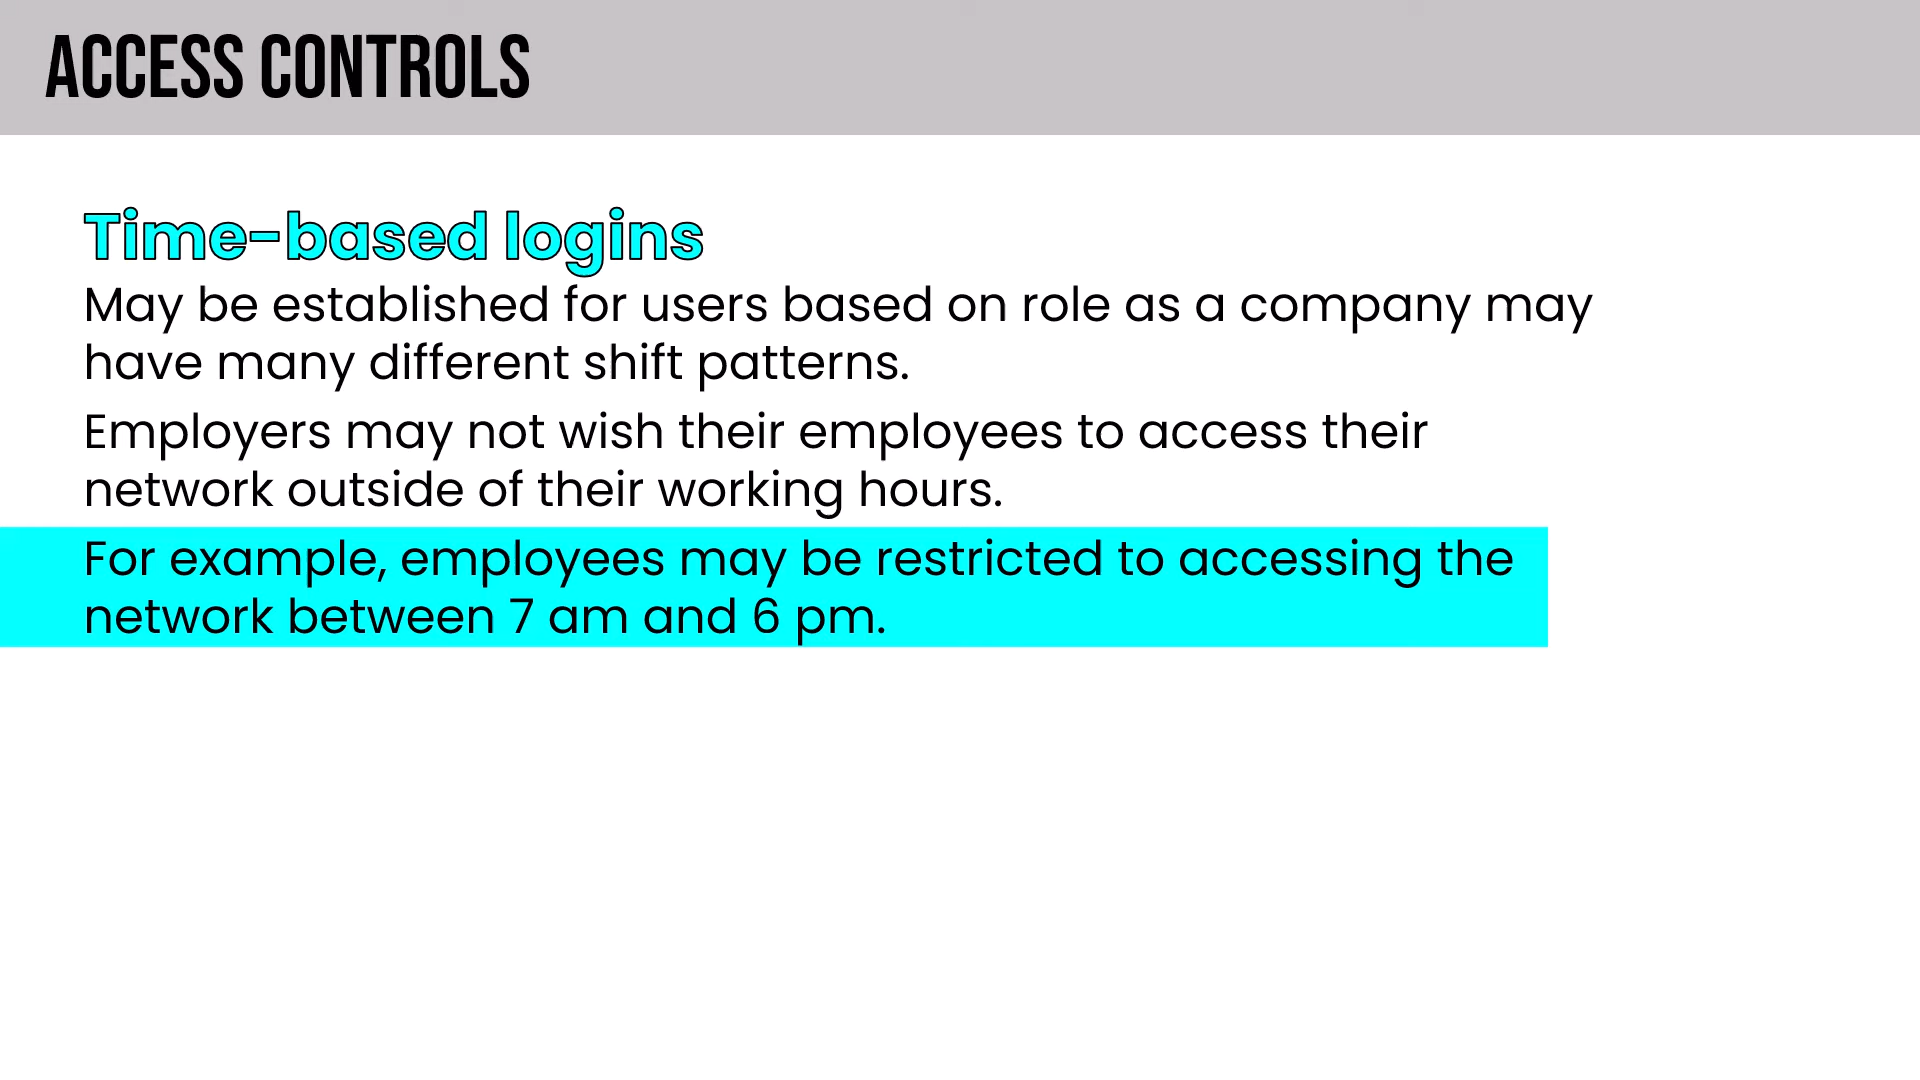 ACCESS CONTROLS
Time-based logins
May be established for users based on role as a company may
have many different shift patterns.
Employers may not wish their employees to access their
network outside of their working hours.
For example, employees may be restricted to accessing the
network between 7 am and 6 pm.